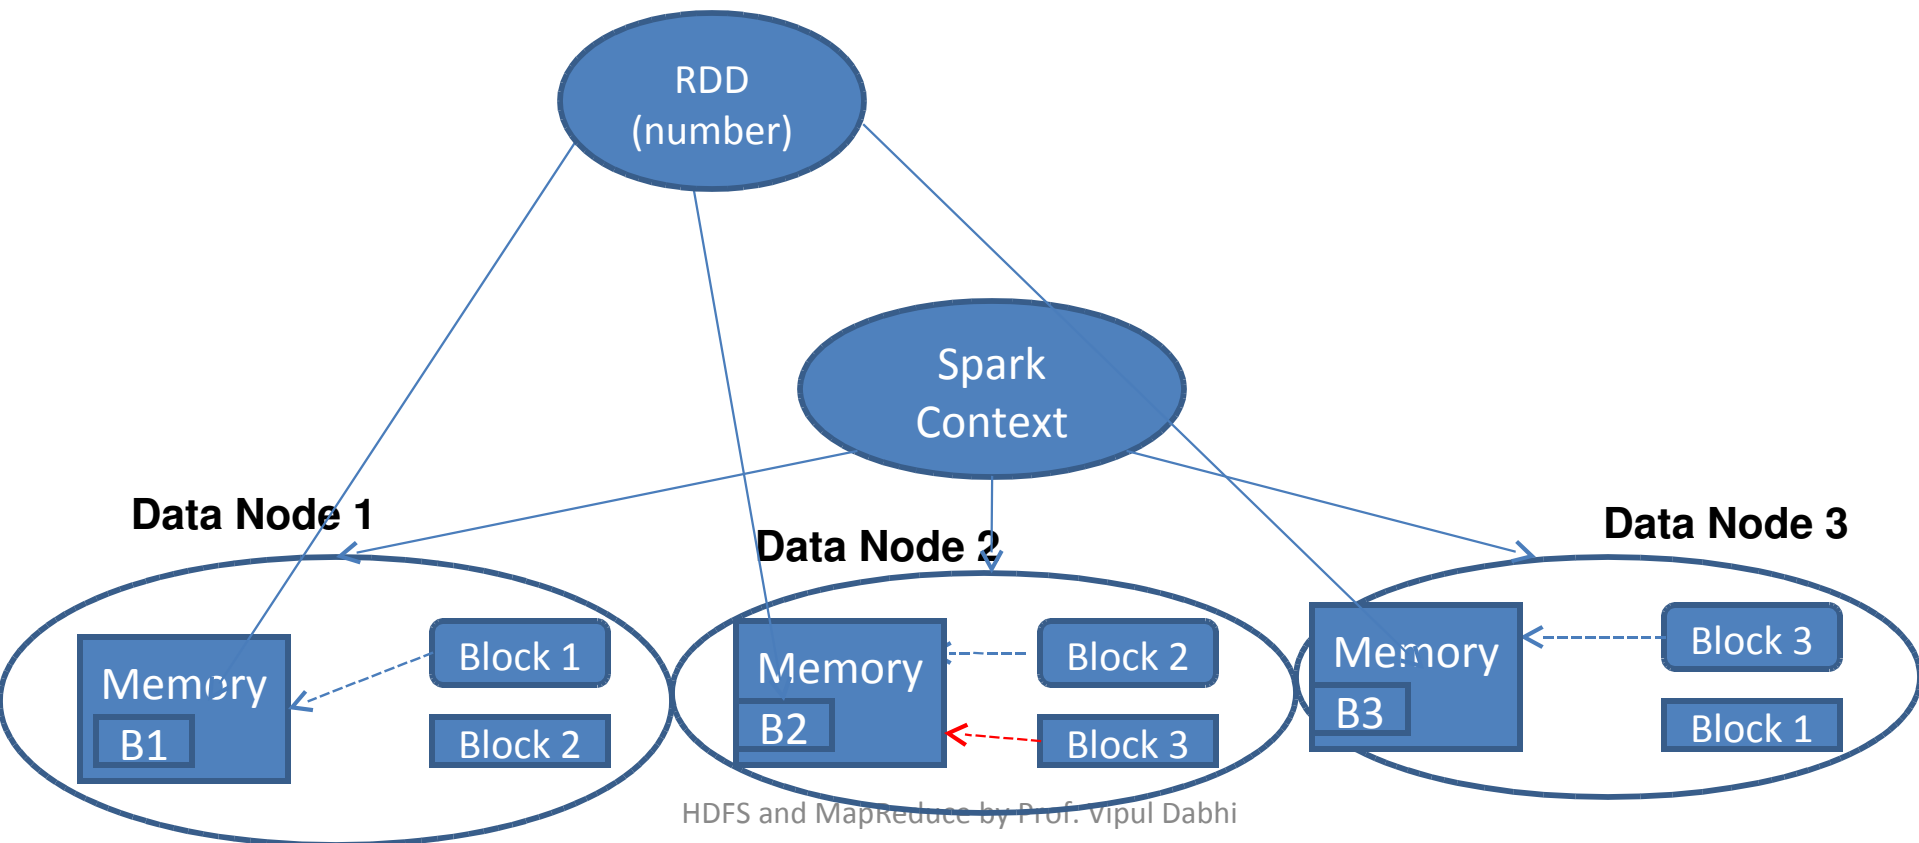 RDD
(number)
Spark
Context
Data Node 1
Data Node 2
Data Node 3
Memory
B1
Block 1
Block 2
Memory
B2
Block 2
Block 3
Memory
B3
Block 3
Block 1
HDFS and MapReduce by Prof. Vipul Dabhi